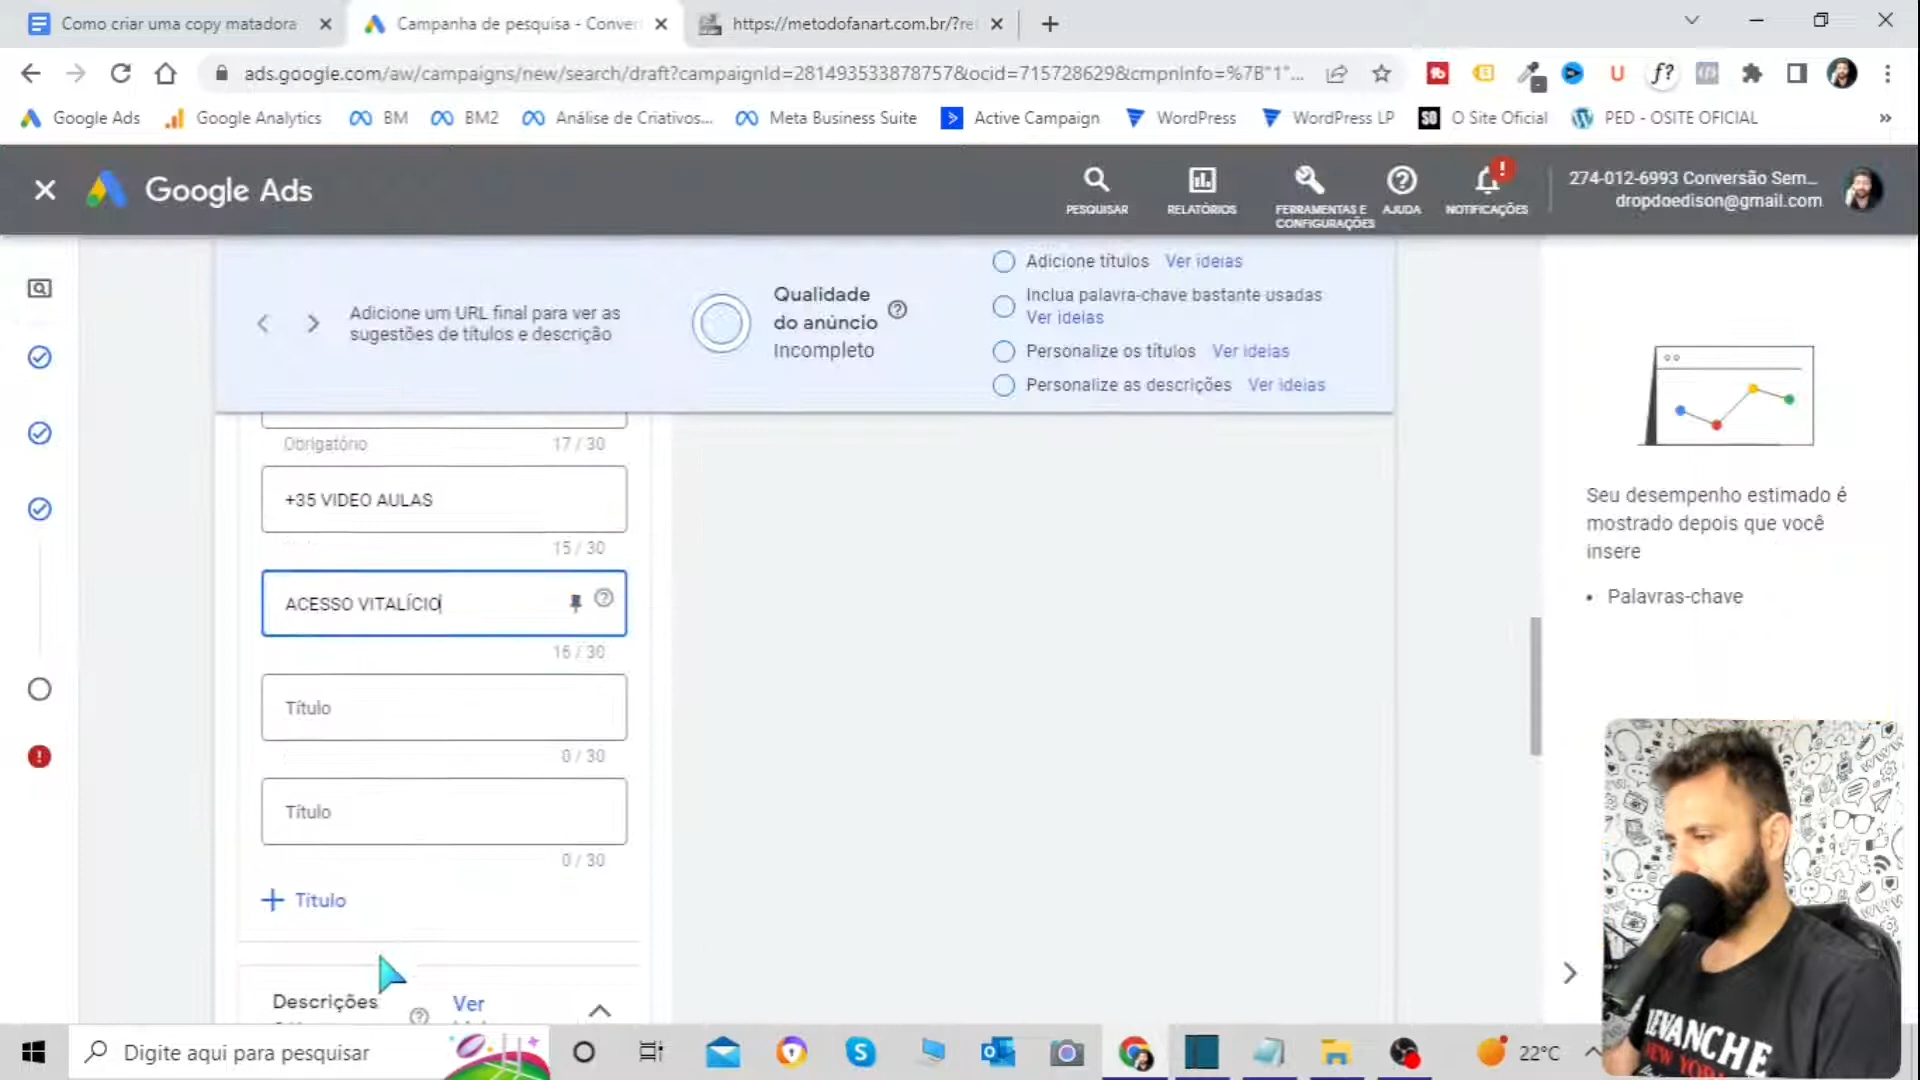 Como criar uma copy matadora
Campanha de pesquisa - Conver
https://metodofanart.com.br/?re
ads.google.com/aw/campaigns/new/search/draft?campaignId=281493533878757&ocid=715728629&cmpnInfo=%7B"1"...
Google Ads
Google Analytics
BM
BM2
Análise de Criativos...
Meta Business Suite
Active Campaign
WordPress
WordPress LP
O Site Oficial
PED - OSITE OFICIAL
Google Ads
PESQUISAR
RELATÓRIOS
FERRAMENTAS E
CONFIGURAÇÕES
AJUDA
NOTIFICAÇÕES
274-012-6993 Conversão Sem...
dropdoedison@gmail.com
Adicione um URL final para ver as
sugestões de títulos e descrição
Qualidade
do anúncio
Incompleto
Adicione títulos Ver ideias
Inclua palavra-chave bastante usadas
Ver ideias
Personalize os títulos Ver ideias
Personalize as descrições Ver ideias
Obrigatório 17 / 30
+35 VIDEO AULAS
15 / 30
ACESSO VITALÍCIO
16 / 30
Título
0 / 30
Título
0 / 30
+ Título
Descrições
Ver
Seu desempenho estimado é
mostrado depois que você
insere
• Palavras-chave
REVANCHE
NEW YORK
Digite aqui para pesquisar
22°C